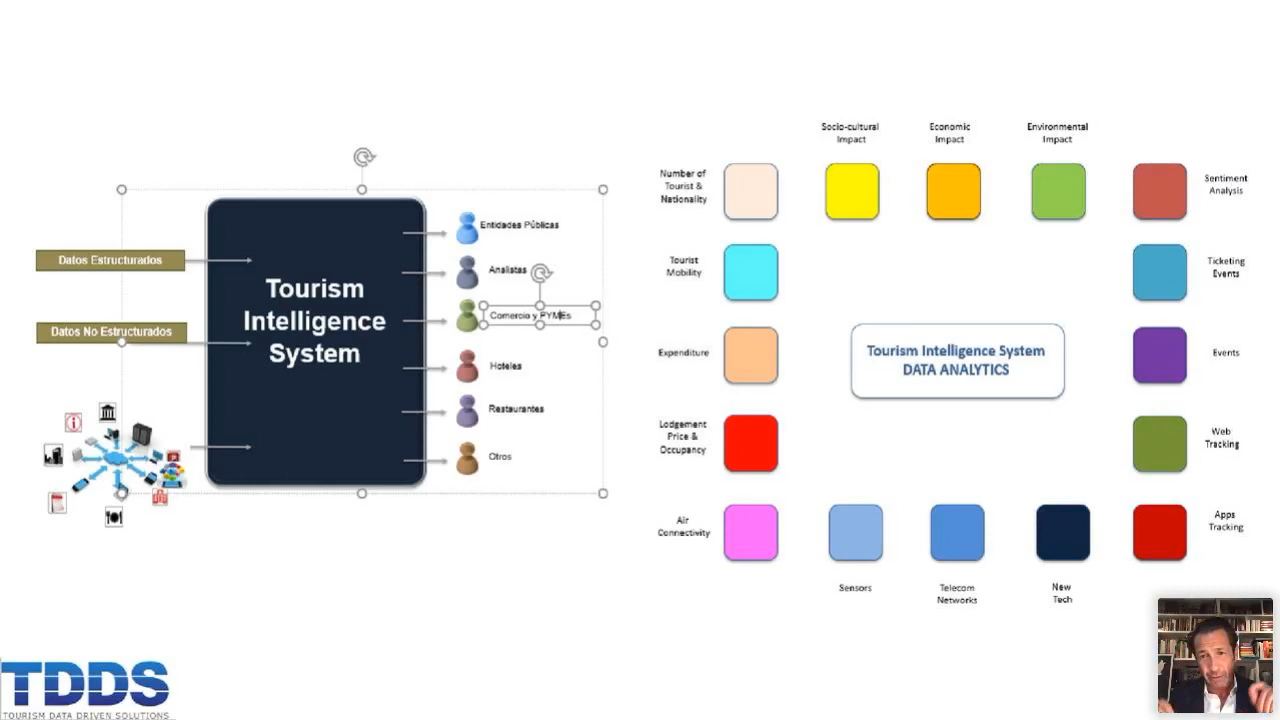 Datos Estructurados
Datos No Estructurados
Tourism
Intelligence
System
Entidades Públicas
Analistas
Comercio y PYMEs
Hoteles
Restaurantes
Otros
Socio-cultural
Impact
Economic
Impact
Environmental
Impact
Number of
Tourist &
Nationality
Sentiment
Analysis
Tourist
Mobility
Ticketing
Events
Expenditure
Tourism Intelligence System
DATA ANALYTICS
Events
Lodgement
Price &
Occupancy
Web
Tracking
Air
Connectivity
Apps
Tracking
Sensors
Telecom
Networks
New
Tech
TDDS
TOURISM DATA DRIVEN SOLUTIONS